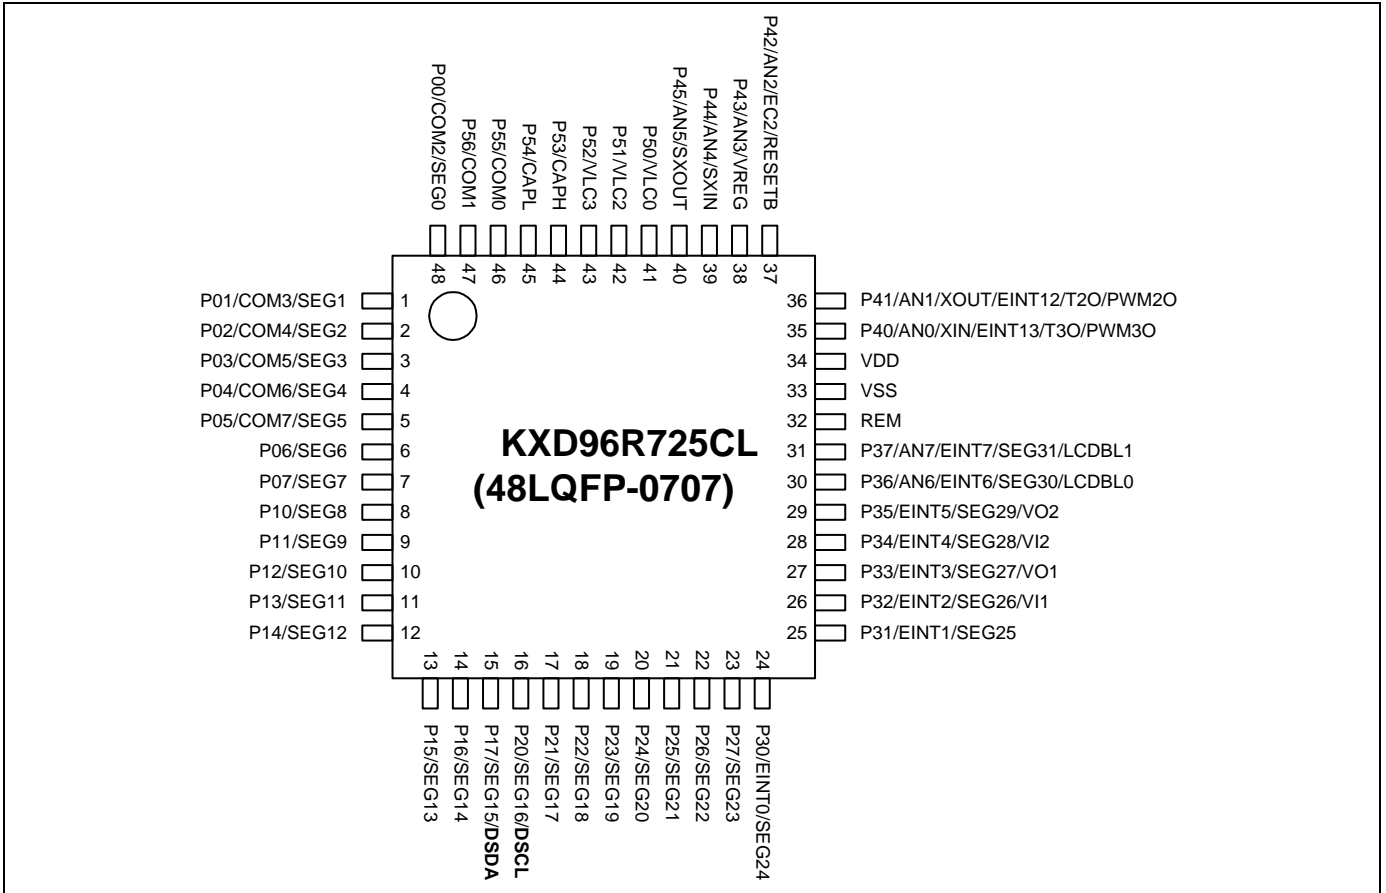 P00/COM2/SEG0
P56/COM1
P55/COM0
P54/CAPL
P53/CAPH
P52/VLC3
P51/VLC2
P50/VLC0
P45/AN5/SXOUT
P44/AN4/SXIN
P43/AN3/VREG
P42/AN2/EC2/RESETB
48
47
46
45
44
43
42
41
40
39
38
37
P01/COM3/SEG1 1
P02/COM4/SEG2 2
P03/COM5/SEG3 3
P04/COM6/SEG4 4
P05/COM7/SEG5 5
P06/SEG6 6
P07/SEG7 7
P10/SEG8 8
P11/SEG9 9
P12/SEG10 10
P13/SEG11 11
P14/SEG12 12
KXD96R725CL
(48LQFP-0707)
36 P41/AN1/XOUT/EINT12/T2O/PWM2O
35 P40/AN0/XIN/EINT13/T3O/PWM3O
34 VDD
33 VSS
32 REM
31 P37/AN7/EINT7/SEG31/LCDBL1
30 P36/AN6/EINT6/SEG30/LCDBL0
29 P35/EINT5/SEG29/VO2
28 P34/EINT4/SEG28/VI2
27 P33/EINT3/SEG27/VO1
26 P32/EINT2/SEG26/VI1
25 P31/EINT1/SEG25
13
14
15
16
17
18
19
20
21
22
23
24
P15/SEG13
P16/SEG14
P17/SEG15/DSDA
P20/SEG16/DSCL
P21/SEG17
P22/SEG18
P23/SEG19
P24/SEG20
P25/SEG21
P26/SEG22
P27/SEG23
P30/EINT0/SEG24